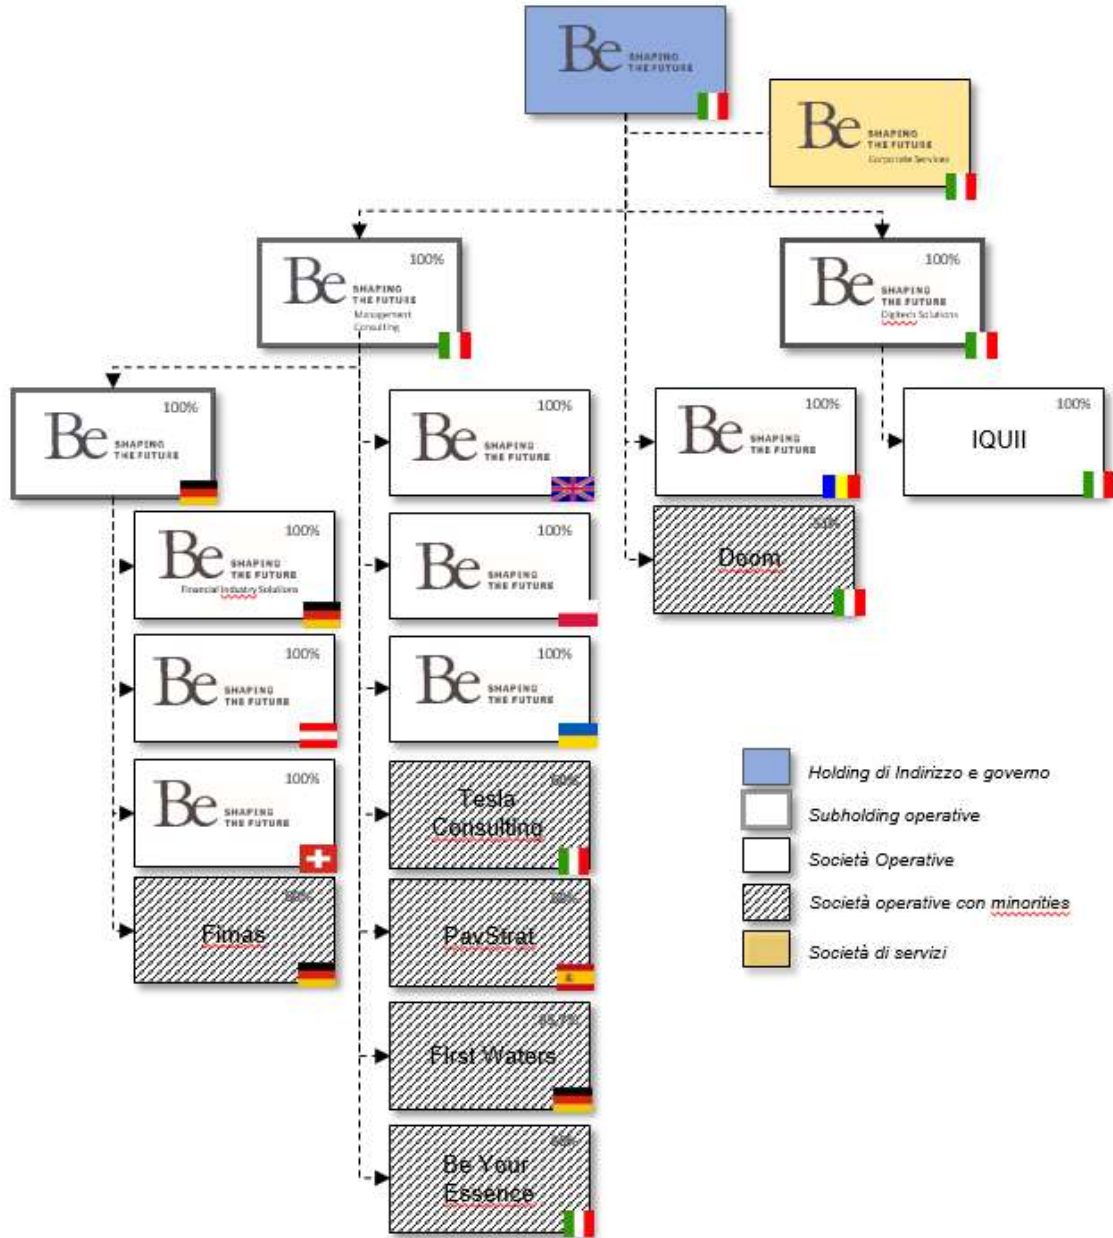 Be SHAPING
THE FUTURE
Be SHAPING
THE FUTURE
Corporate Services
100%
Be SHAPING
THE FUTURE
Management
Consulting
100%
Be SHAPING
THE FUTURE
Digitech Solutions
100%
Be SHAPING
THE FUTURE
100%
Be SHAPING
THE FUTURE
100%
Be SHAPING
THE FUTURE
100%
IQUII
100%
Be SHAPING
THE FUTURE
Financial Industry Solutions
100%
Be SHAPING
THE FUTURE
51%
Doom
100%
Be SHAPING
THE FUTURE
100%
Be SHAPING
THE FUTURE
100%
Be SHAPING
THE FUTURE
60%
Tesla
Consulting
Fimas
PayStrat
85,7%
First Waters
Be Your
Essence
Holding di Indirizzo e governo
Subholding operative
Società Operative
Società operative con minorities
Società di servizi